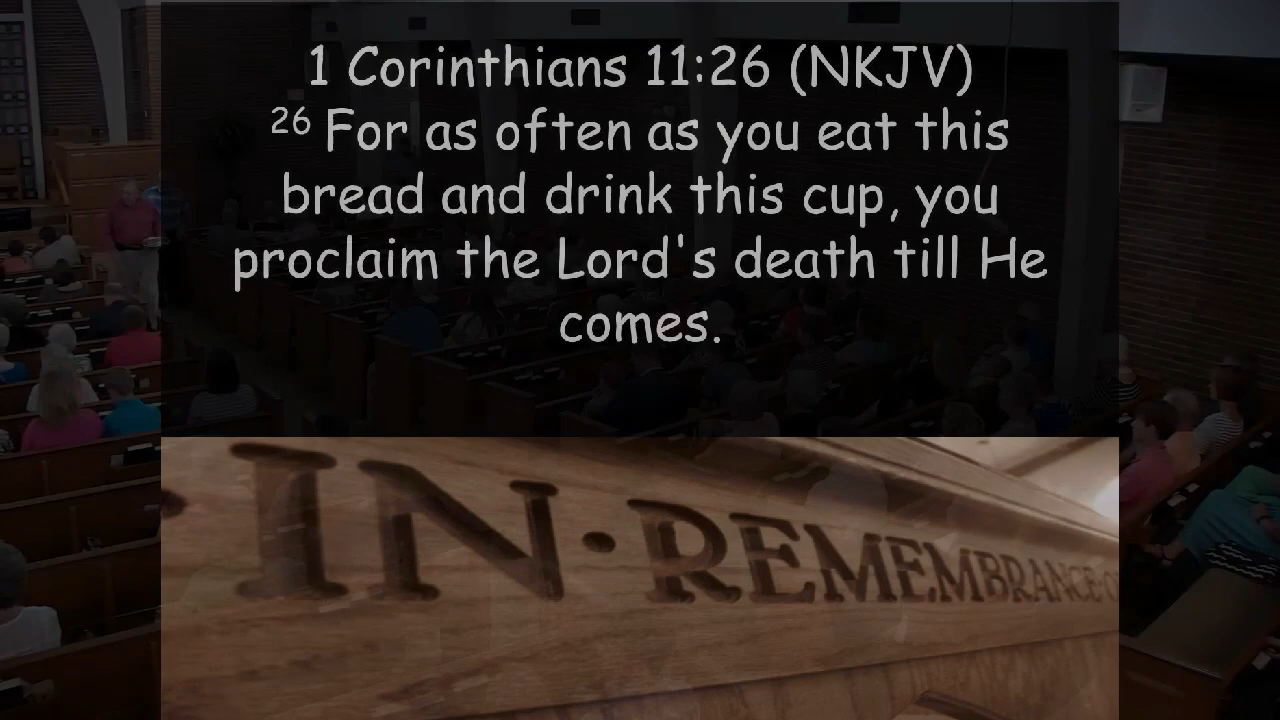 1 Corinthians 11:26 (NKJV)
26 For as often as you eat this
bread and drink this cup, you
proclaim the Lord's death till He
comes.
IN·REMEMBRANCE·O